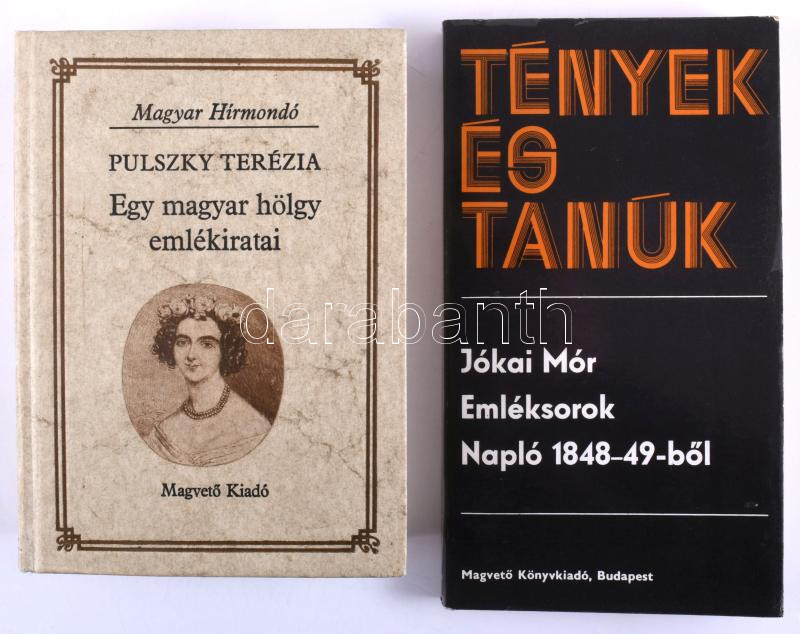 Magyar Hírmondó
PULSZKY TERÉZIA
Egy magyar hölgy
emlékiratai
Magvető Kiadó
TÉNYEK
ÉS
TANÚK
Jókai Mór
Emléksorok
Napló 1848–49-ből
Magvető Könyvkiadó, Budapest
darabanth